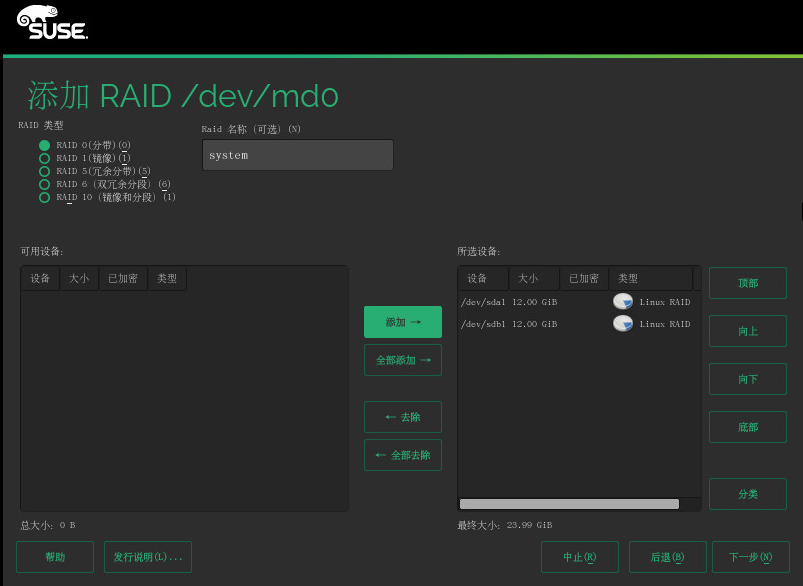 SUSE.
添加 RAID /dev/md0
RAID 类型
RAID 0(分带)(0)
RAID 1(镜像)(1)
RAID 5(冗余分带)(5)
RAID 6 (双冗余分段) (6)
RAID 10 (镜像和分段) (1)
Raid 名称 (可选) (N)
system
可用设备:
设备 大小 已加密 类型
添加 →
全部添加 →
← 去除
← 全部去除
所选设备:
设备 大小 已加密 类型
/dev/sda1 12.00 GiB Linux RAID
/dev/sdb1 12.00 GiB Linux RAID
顶部
向上
向下
底部
分类
总大小: 0 B
最终大小: 23.99 GiB
帮助 发行说明(L)... 中止(R) 后退(B) 下一步(N)